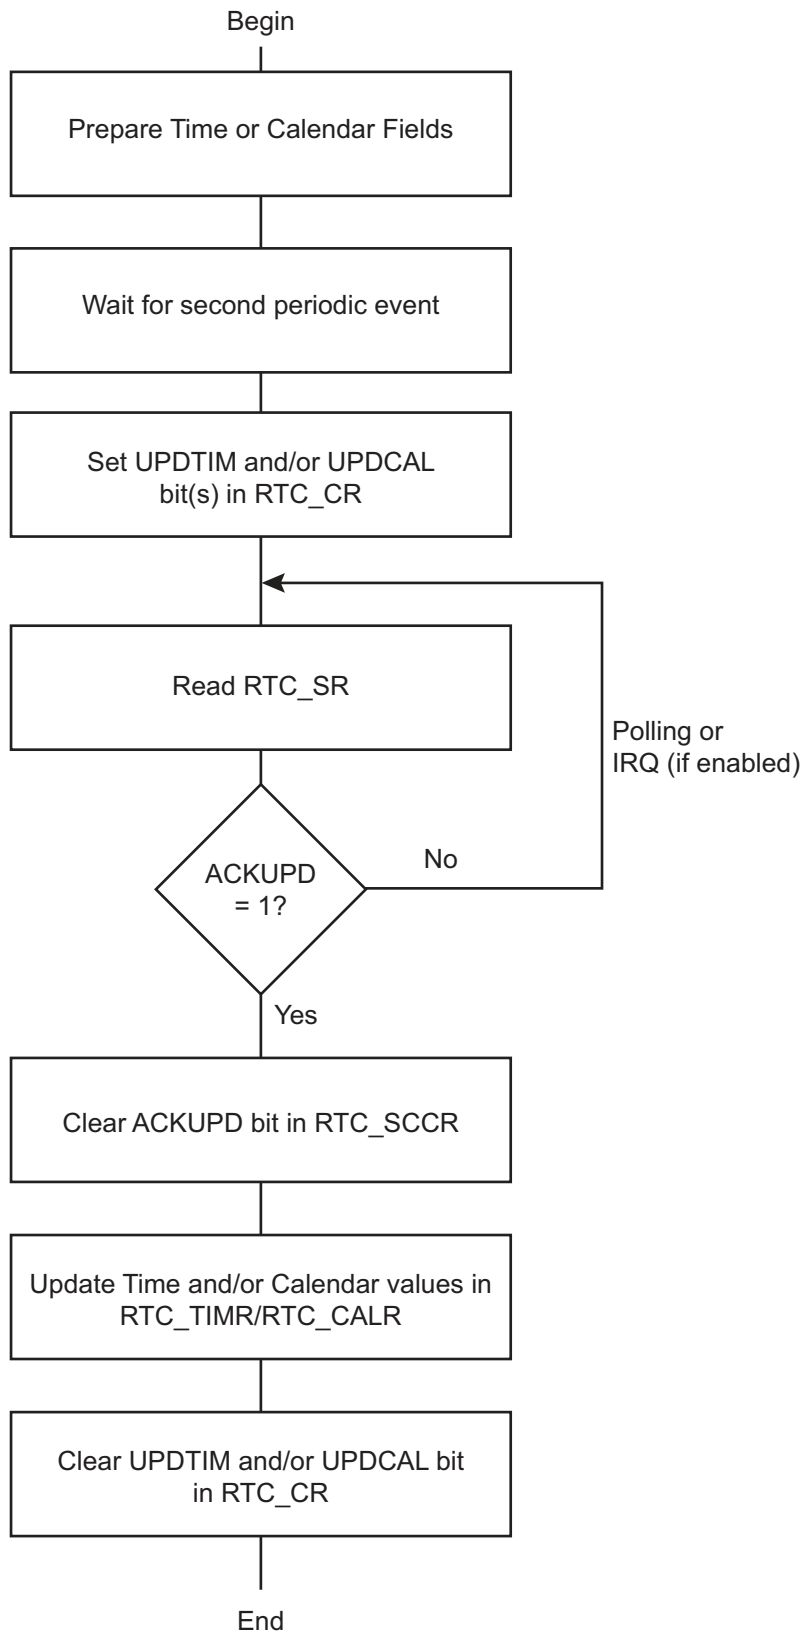 Begin
Prepare Time or Calendar Fields
Wait for second periodic event
Set UPDTIM and/or UPDCAL
bit(s) in RTC_CR
Read RTC_SR
Polling or
IRQ (if enabled)
ACKUPD
= 1?
No
Yes
Clear ACKUPD bit in RTC_SCCR
Update Time and/or Calendar values in
RTC_TIMR/RTC_CALR
Clear UPDTIM and/or UPDCAL bit
in RTC_CR
End